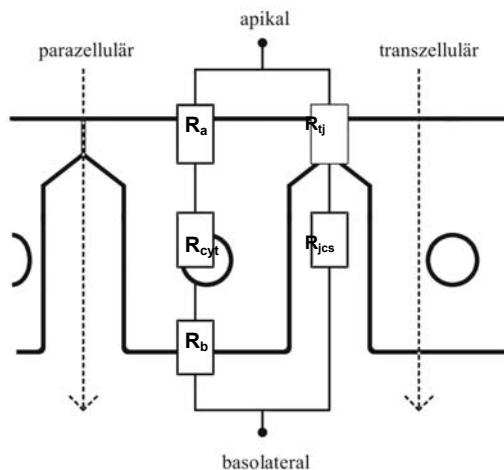 apikal
parazellulär
transzellulär
Ra
Rtj
Rcyt
Rjcs
Rb
basolateral